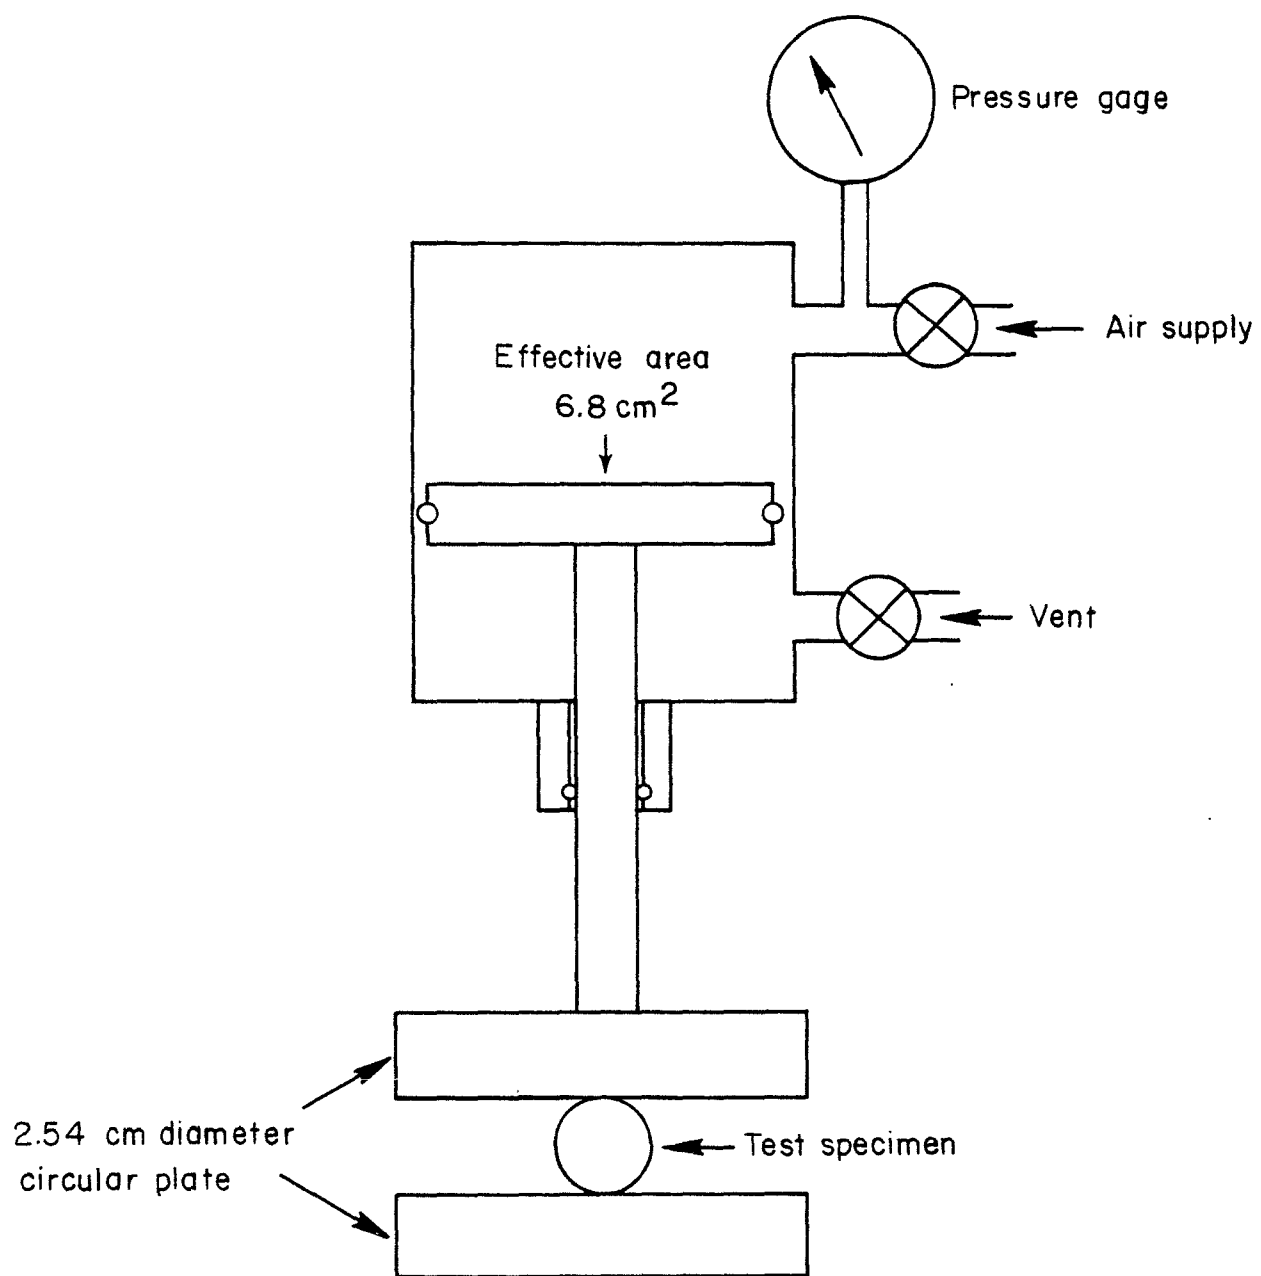 Pressure gage
Air supply
Effective area
6.8 cm²
Vent
2.54 cm diameter
circular plate
Test specimen